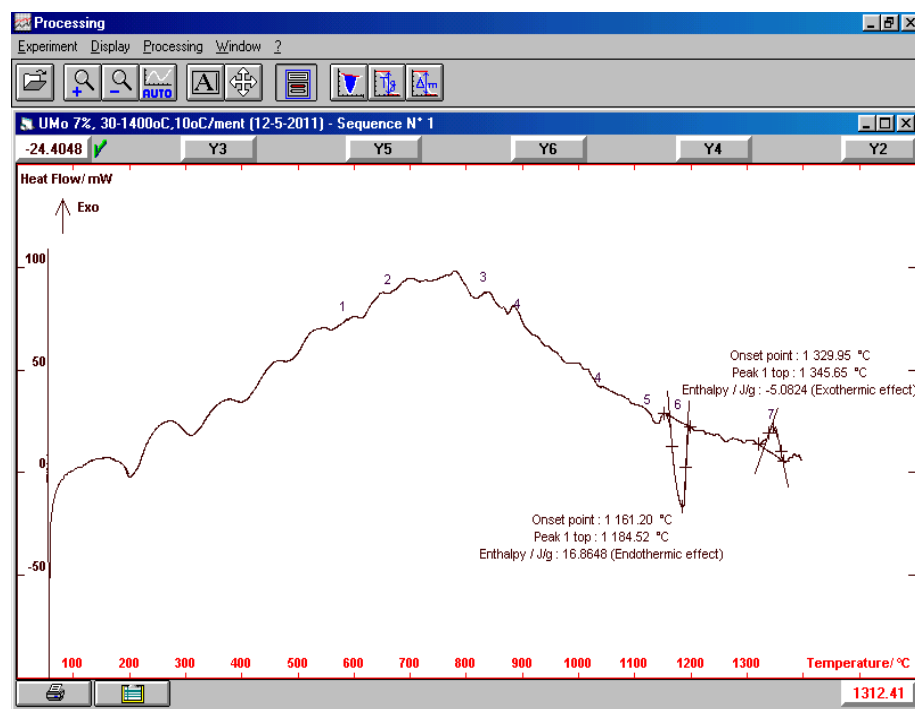 Processing
Experiment Display Processing Window ?
AUTO A
UMo 7%, 30-1400oC,10oC/ment (12-5-2011) - Sequence N° 1
-24.4048 Y3 Y5 Y6 Y4 Y2
Heat Flow/ mW
Exo
100
50
0
-50
1
2
3
4
4
5
6
7
Onset point : 1 329.95 °C
Peak 1 top : 1 345.65 °C
Enthalpy / J/g : -5.0824 (Exothermic effect)
Onset point : 1 161.20 °C
Peak 1 top : 1 184.52 °C
Enthalpy / J/g : 16.8648 (Endothermic effect)
100 200 300 400 500 600 700 800 900 1000 1100 1200 1300 Temperature/ °C
1312.41